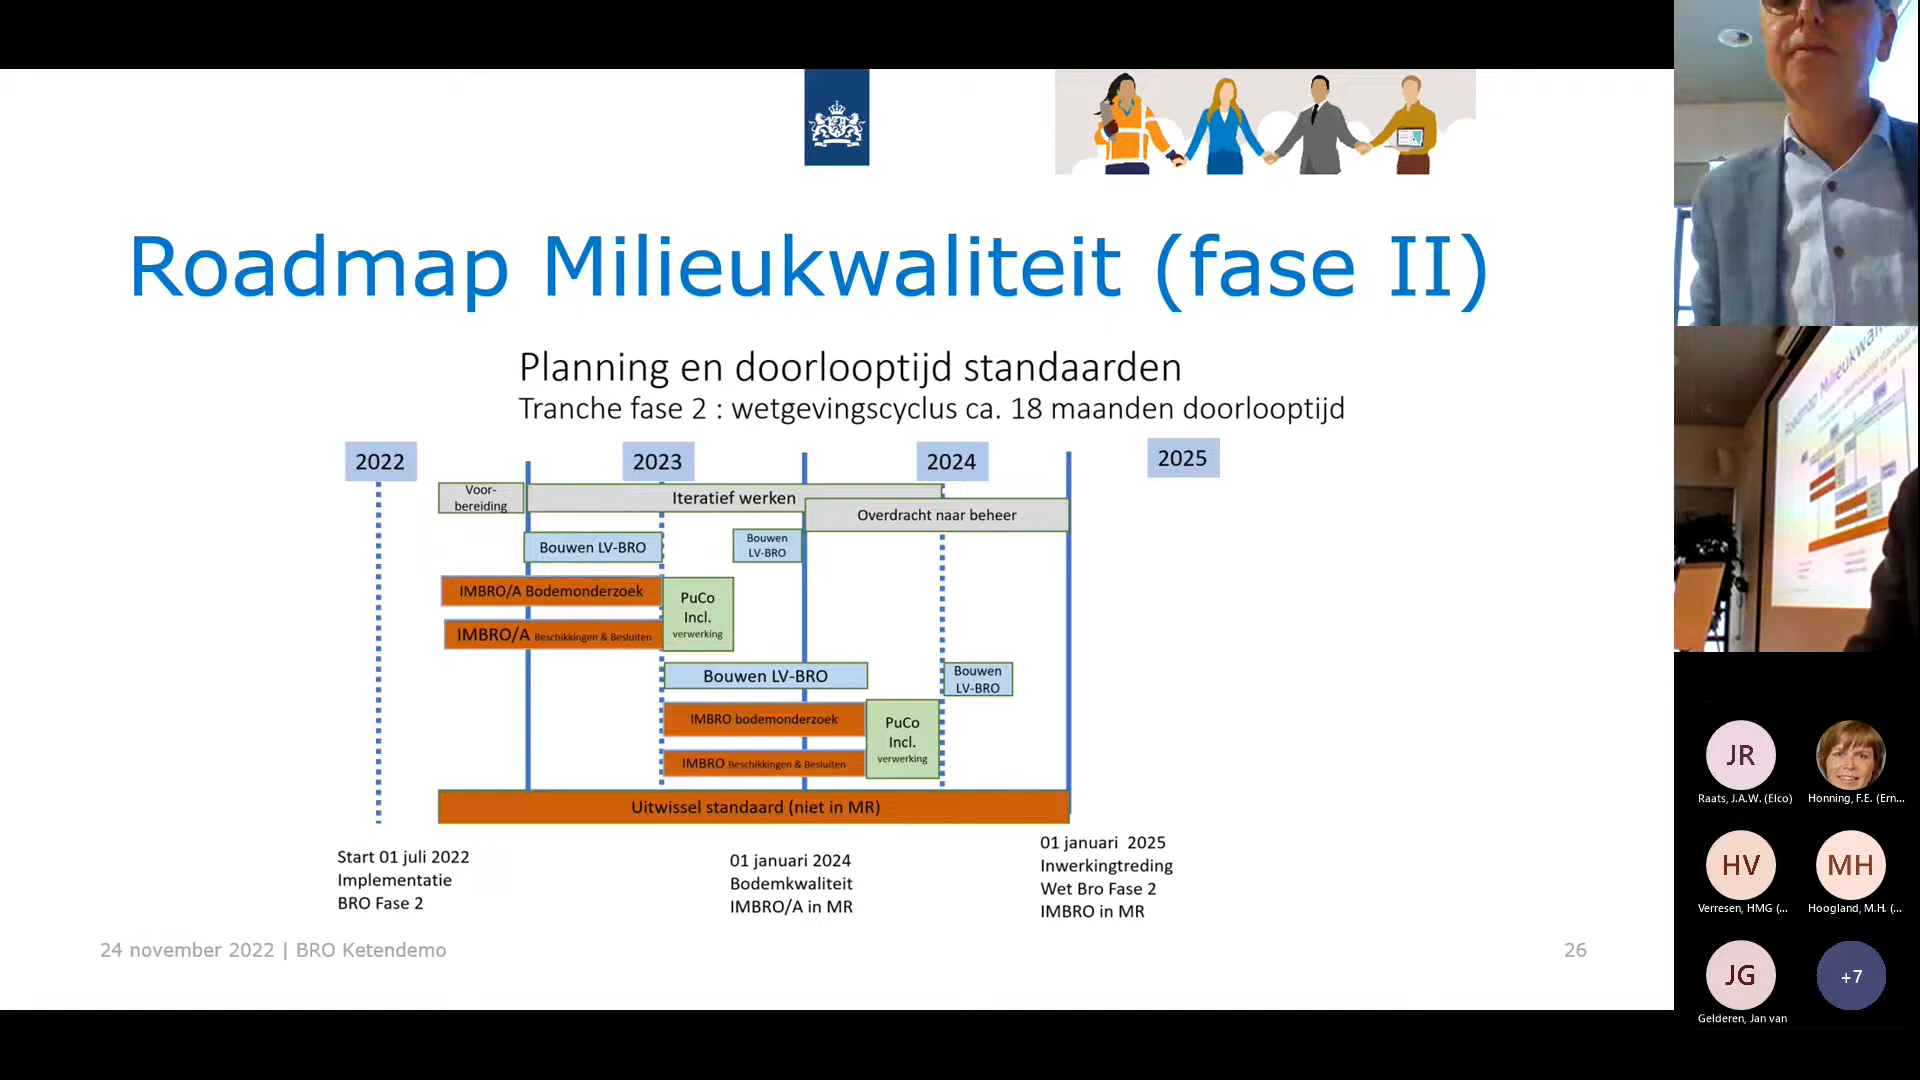 Roadmap Milieukwaliteit (fase II)
Planning en doorlooptijd standaarden
Tranche fase 2 : wetgevingscyclus ca. 18 maanden doorlooptijd
2022
2023
2024
2025
Voor-
bereiding
Iteratief werken
Overdracht naar beheer
Bouwen LV-BRO
Bouwen
LV-BRO
IMBRO/A Bodemonderzoek
IMBRO/A Beschikkingen & Besluiten
PuCo
Incl.
verwerking
Bouwen LV-BRO
Bouwen
LV-BRO
IMBRO bodemonderzoek
IMBRO Beschikkingen & Besluiten
PuCo
Incl.
verwerking
Uitwissel standaard (niet in MR)
Start 01 juli 2022
Implementatie
BRO Fase 2
01 januari 2024
Bodemkwaliteit
IMBRO/A in MR
01 januari 2025
Inwerkingtreding
Wet Bro Fase 2
IMBRO in MR
24 november 2022 | BRO Ketendemo
26
JR
Raats, J.A.W. (Elco)
Honning, F.E. (Ern...
HV
Verresen, HMG (...
MH
Hoogland, M.H. (...
JG
Gelderen, Jan van
+7